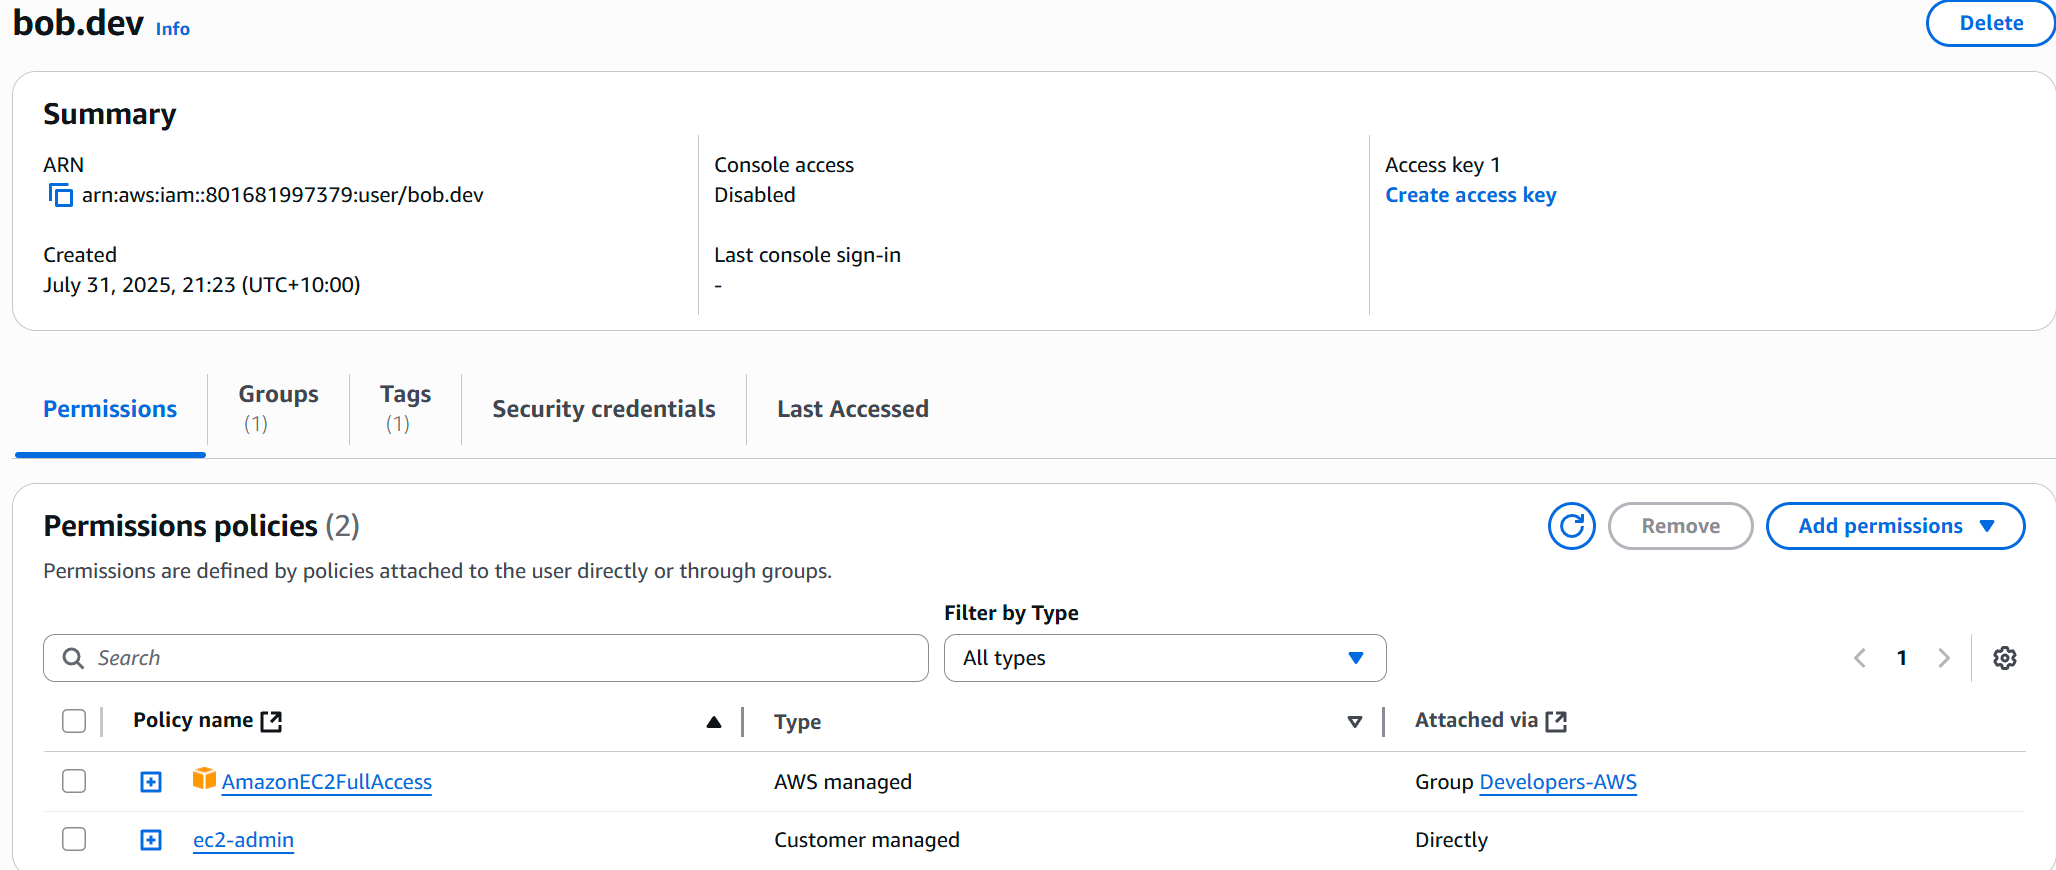 bob.dev Info
Delete
Summary
ARN
arn:aws:iam::801681997379:user/bob.dev
Created
July 31, 2025, 21:23 (UTC+10:00)
Console access
Disabled
Last console sign-in
-
Access key 1
Create access key
Permissions
Groups
(1)
Tags
(1)
Security credentials
Last Accessed
Permissions policies (2)
Permissions are defined by policies attached to the user directly or through groups.
Remove
Add permissions
Filter by Type
Search
All types
1
Policy name Type Attached via
AmazonEC2FullAccess AWS managed Group Developers-AWS
ec2-admin Customer managed Directly